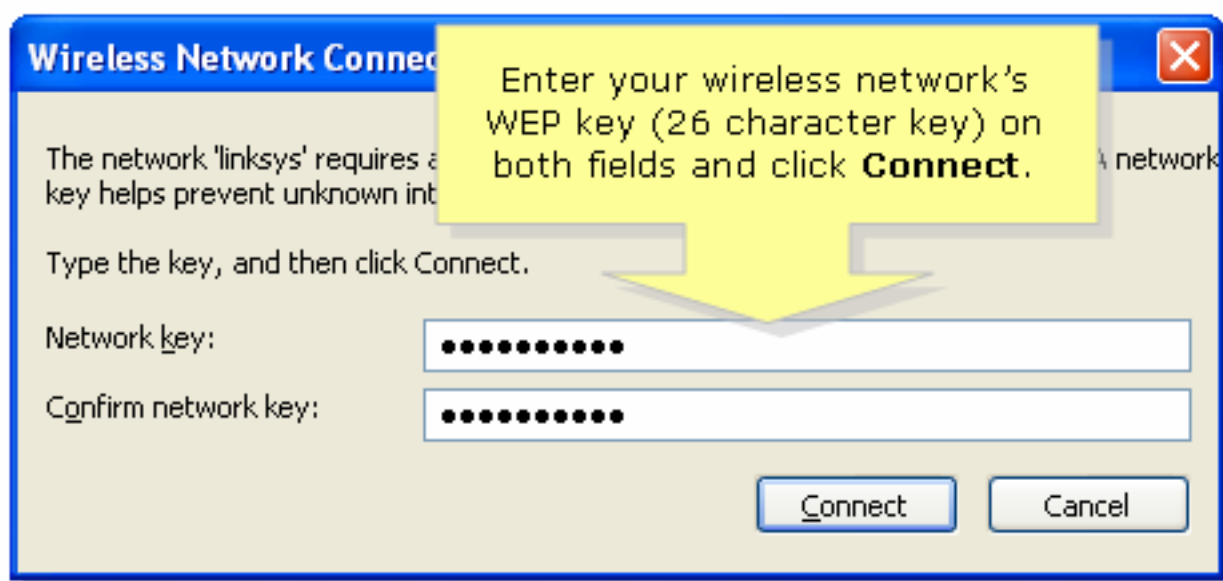 Wireless Network Connec
Enter your wireless network's
WEP key (26 character key) on
both fields and click Connect.
The network 'linksys' requires a
network
key helps prevent unknown int
Type the key, and then click Connect.
Network key:
●●●●●●●●●●
Confirm network key:
●●●●●●●●●●
Connect
Cancel